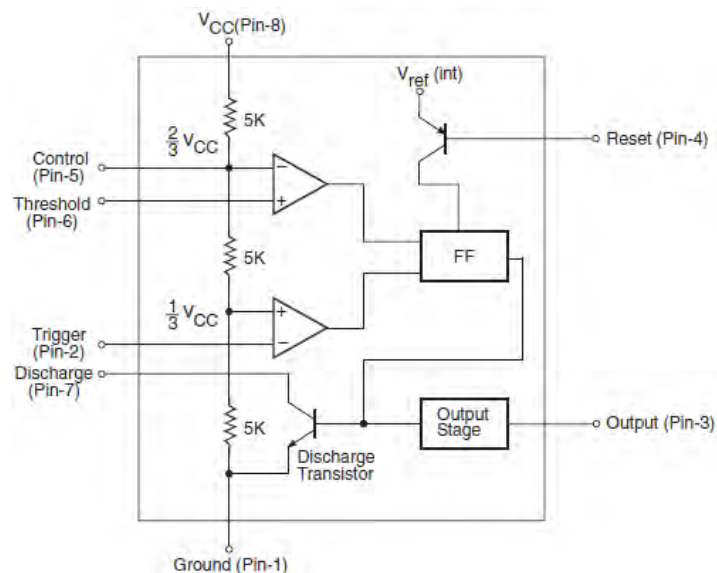 VCC(Pin-8)
Vref (int)
5K
2/3 VCC
Control
(Pin-5)
Reset (Pin-4)
−
+
Threshold
(Pin-6)
5K
FF
1/3 VCC
+
−
Trigger
(Pin-2)
Discharge
(Pin-7)
5K
Output
Stage
Output (Pin-3)
Discharge
Transistor
Ground (Pin-1)